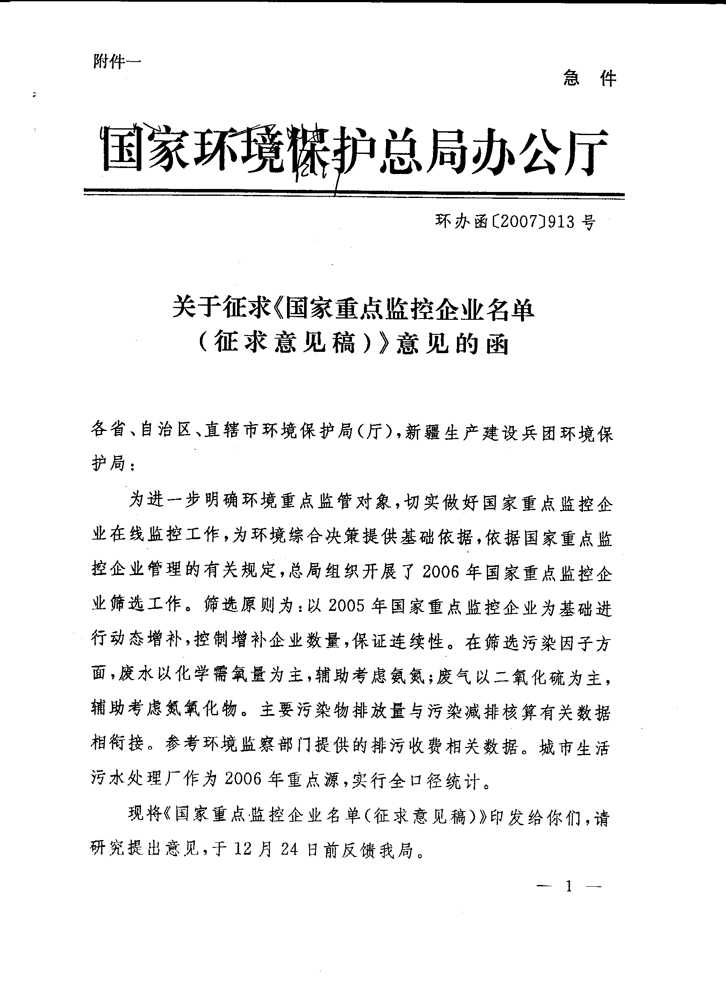 附件一
急 件
国家环境保护总局办公厅
环办函〔2007〕913 号
关于征求《国家重点监控企业名单
（征求意见稿）》意见的函
各省、自治区、直辖市环境保护局（厅），新疆生产建设兵团环境保
护局：
为进一步明确环境重点监管对象，切实做好国家重点监控企
业在线监控工作，为环境综合决策提供基础依据，依据国家重点监
控企业管理的有关规定，总局组织开展了 2006 年国家重点监控企
业筛选工作。筛选原则为：以 2005 年国家重点监控企业为基础进
行动态增补，控制增补企业数量，保证连续性。在筛选污染因子方
面，废水以化学需氧量为主，辅助考虑氨氮；废气以二氧化硫为主，
辅助考虑氮氧化物。主要污染物排放量与污染减排核算有关数据
相衔接。参考环境监察部门提供的排污收费相关数据。城市生活
污水处理厂作为 2006 年重点源，实行全口径统计。
现将《国家重点监控企业名单（征求意见稿）》印发给你们，请
研究提出意见，于 12 月 24 日前反馈我局。
— 1 —